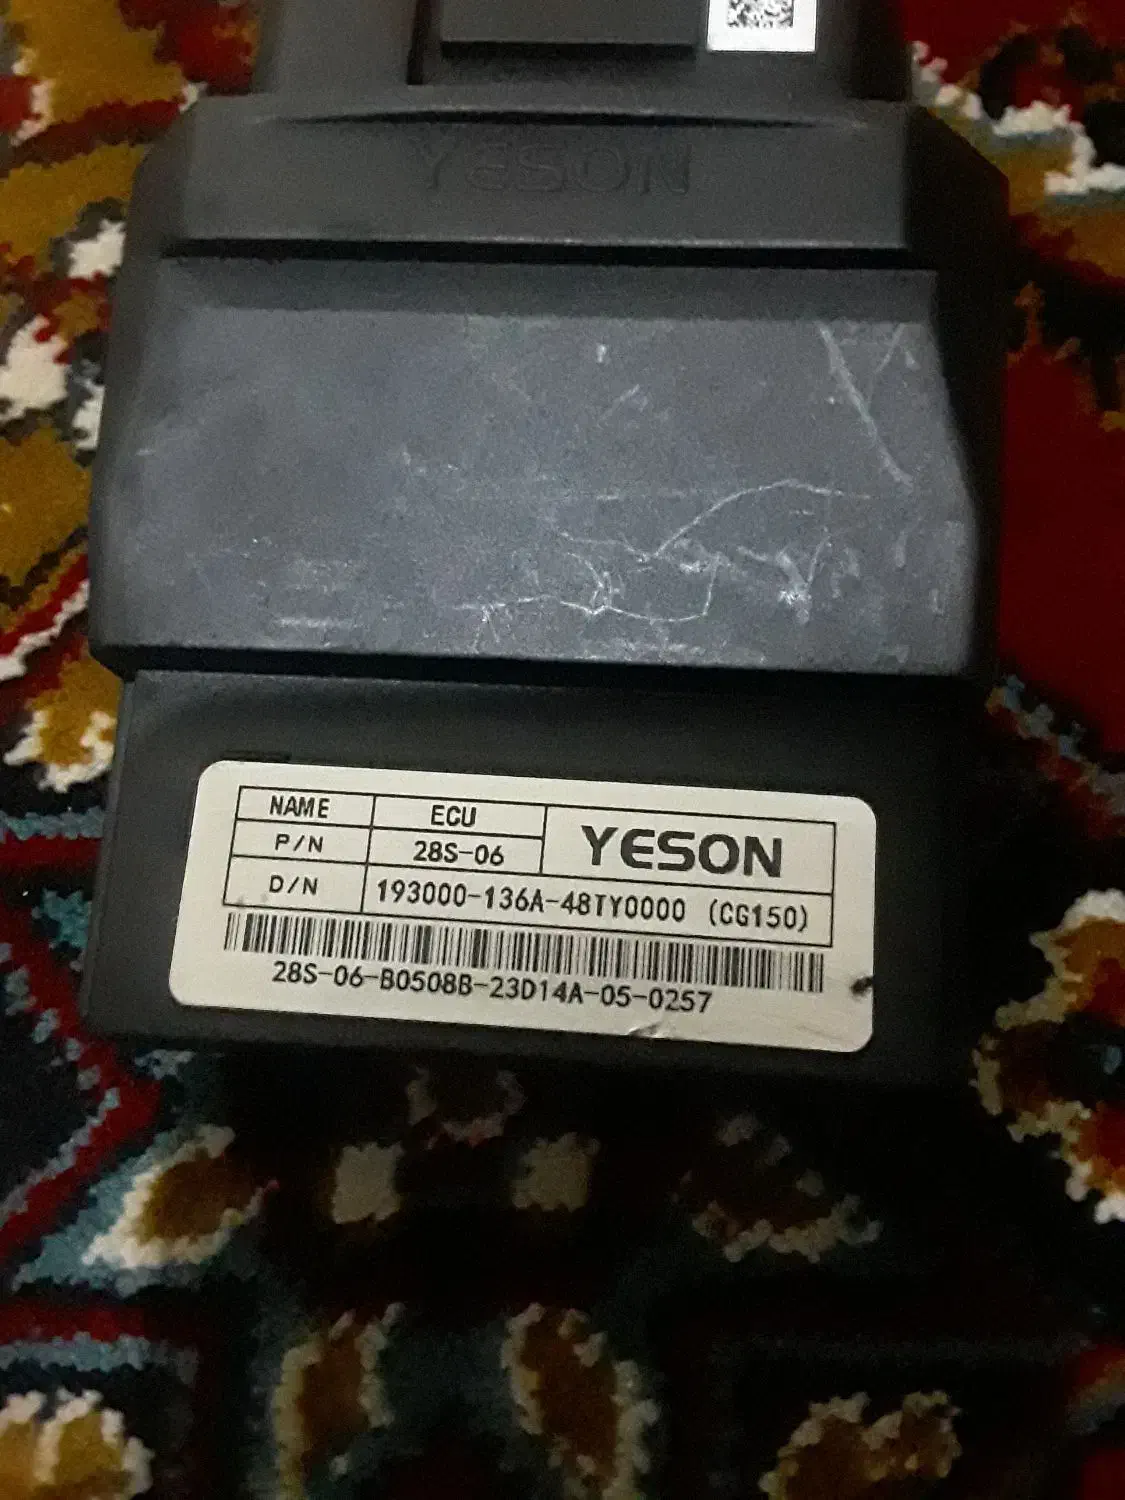 YESON
NAME ECU YESON
P/N 28S-06
D/N 193000-136A-48TY0000 (CG150)
28S-06-B0508B-23D14A-05-0257